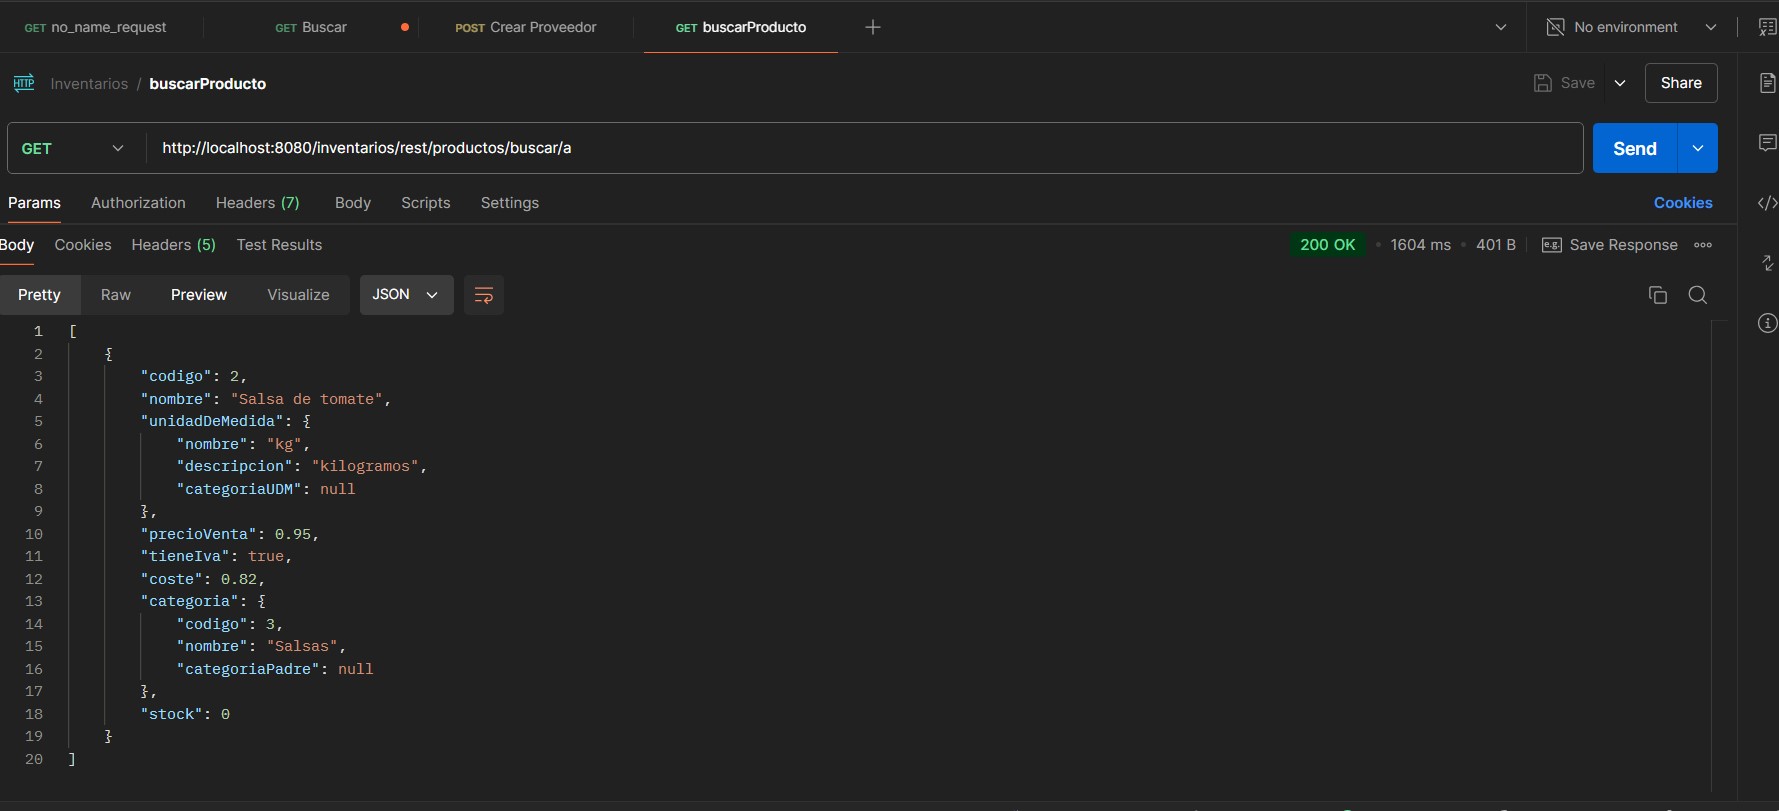 GET no_name_request GET Buscar POST Crear Proveedor GET buscarProducto No environment
HTTP Inventarios / buscarProducto Save Share
GET http://localhost:8080/inventarios/rest/productos/buscar/a Send
Params Authorization Headers (7) Body Scripts Settings Cookies
Body Cookies Headers (5) Test Results 200 OK 1604 ms 401 B e.g. Save Response
Pretty Raw Preview Visualize JSON
1 [
2 {
3 "codigo": 2,
4 "nombre": "Salsa de tomate",
5 "unidadDeMedida": {
6 "nombre": "kg",
7 "descripcion": "kilogramos",
8 "categoriaUDM": null
9 },
10 "precioVenta": 0.95,
11 "tieneIva": true,
12 "coste": 0.82,
13 "categoria": {
14 "codigo": 3,
15 "nombre": "Salsas",
16 "categoriaPadre": null
17 },
18 "stock": 0
19 }
20 ]